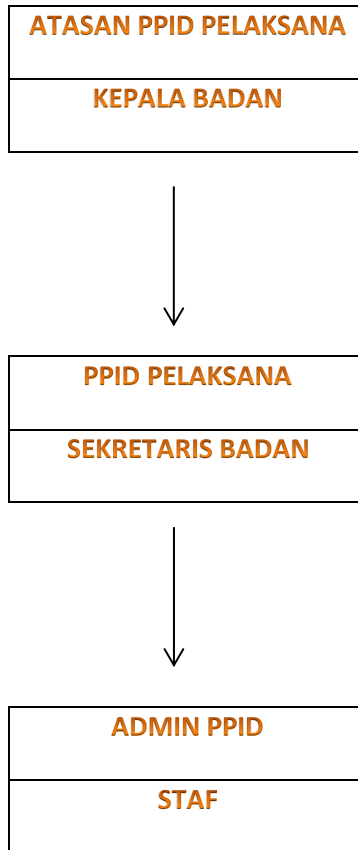 ATASAN PPID PELAKSANA
KEPALA BADAN
PPID PELAKSANA
SEKRETARIS BADAN
ADMIN PPID
STAF